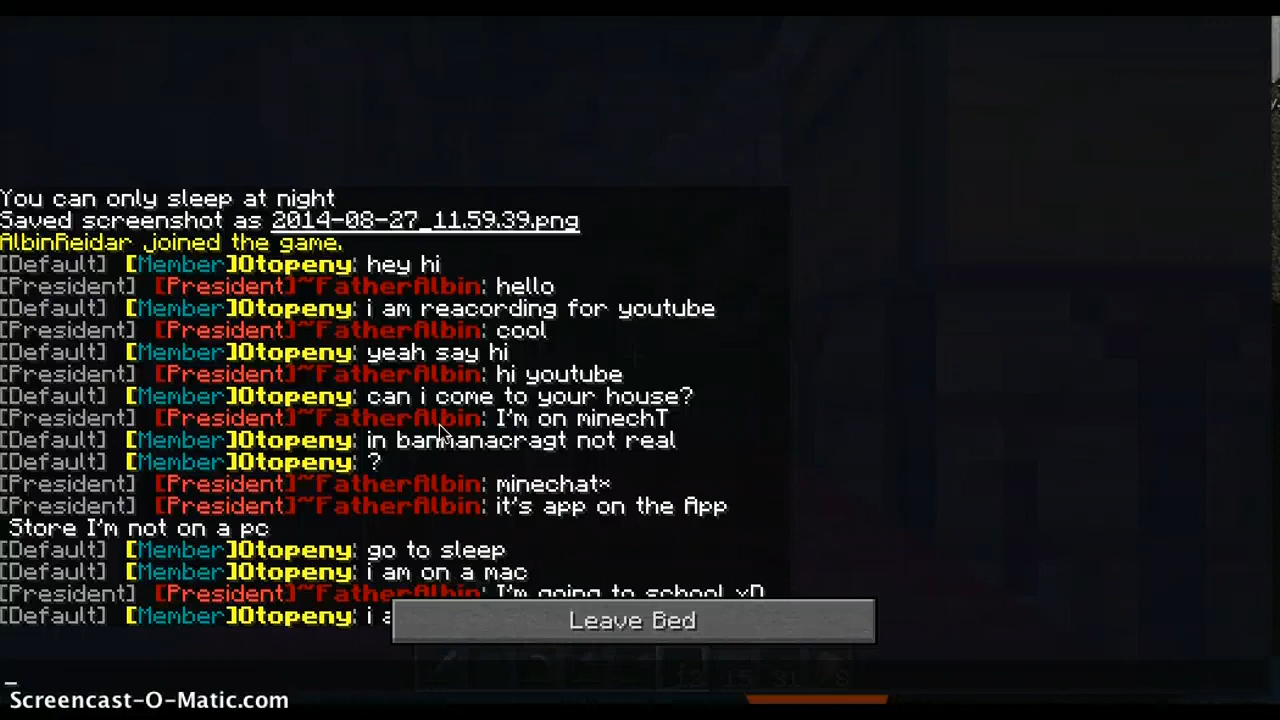 You can only sleep at night
Saved screenshot as 2014-08-27_11.59.39.png
AlbinReidar joined the game.
[Default] [Member]Otopeny: hey hi
[President] [President]~FatherAlbin: hello
[Default] [Member]Otopeny: i am reacording for youtube
[President] [President]~FatherAlbin: cool
[Default] [Member]Otopeny: yeah say hi
[President] [President]~FatherAlbin: hi youtube
[Default] [Member]Otopeny: can i come to your house?
[President] [President]~FatherAlbin: I'm on minechT
[Default] [Member]Otopeny: in bannanacragt not real
[Default] [Member]Otopeny: ?
[President] [President]~FatherAlbin: minechat*
[President] [President]~FatherAlbin: it's app on the App
Store I'm not on a pc
[Default] [Member]Otopeny: go to sleep
[Default] [Member]Otopeny: i am on a mac
[President] [President]~FatherAlbin: I'm going to school xD
[Default] [Member]Otopeny: i a
Leave Bed
12 15 31 8
_
Screencast-O-Matic.com